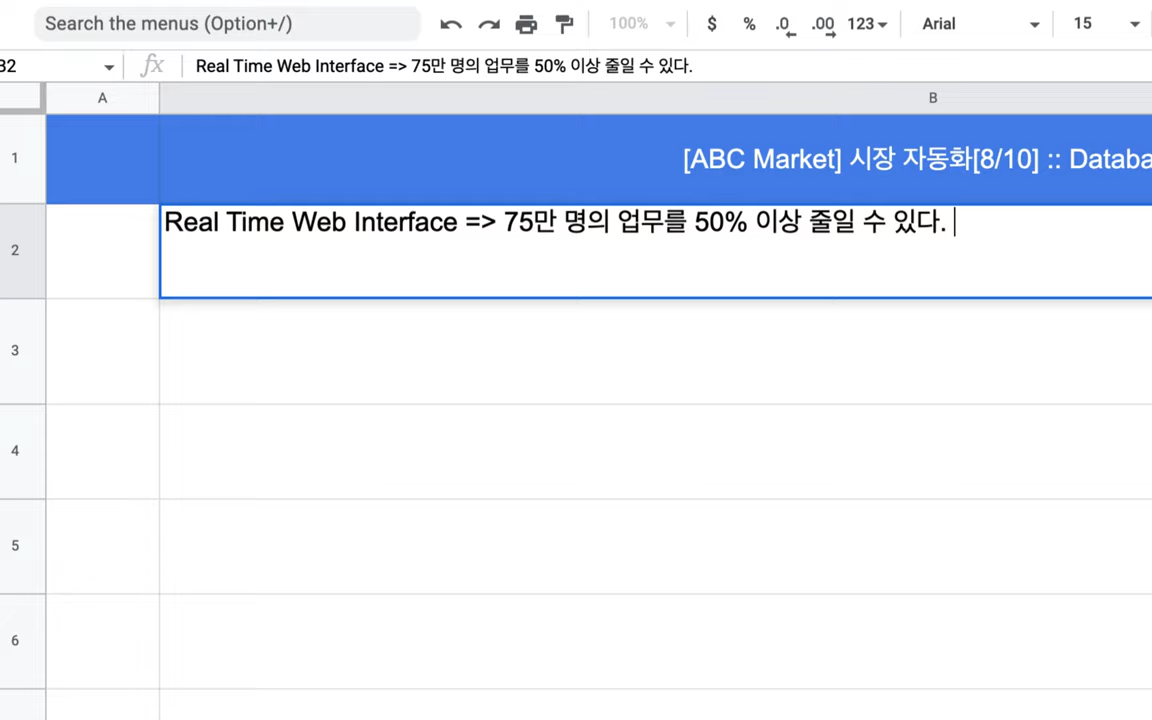 Search the menus (Option+/) 100% $ % .0 .00 123 Arial 15
B2 fx Real Time Web Interface => 75만 명의 업무를 50% 이상 줄일 수 있다.
A B
1 [ABC Market] 시장 자동화[8/10] :: Databa
2 Real Time Web Interface => 75만 명의 업무를 50% 이상 줄일 수 있다.
3
4
5
6